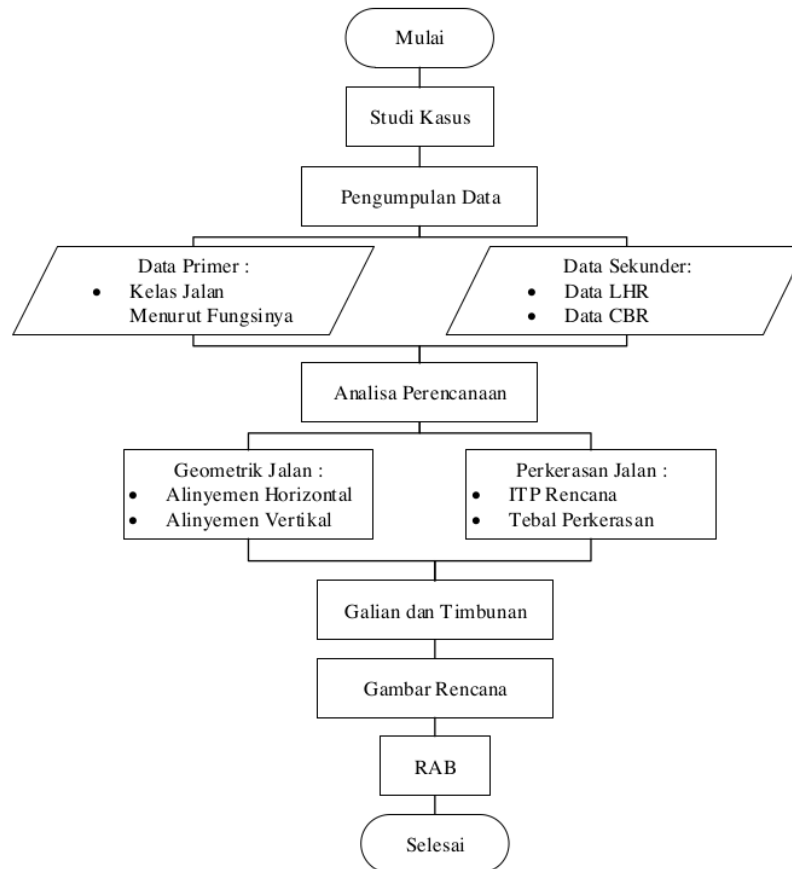 Mulai
Studi Kasus
Pengumpulan Data
Data Primer :
• Kelas Jalan
Menurut Fungsinya
Data Sekunder:
• Data LHR
• Data CBR
Analisa Perencanaan
Geometrik Jalan :
• Alinyemen Horizontal
• Alinyemen Vertikal
Perkerasan Jalan :
• ITP Rencana
• Tebal Perkerasan
Galian dan Timbunan
Gambar Rencana
RAB
Selesai